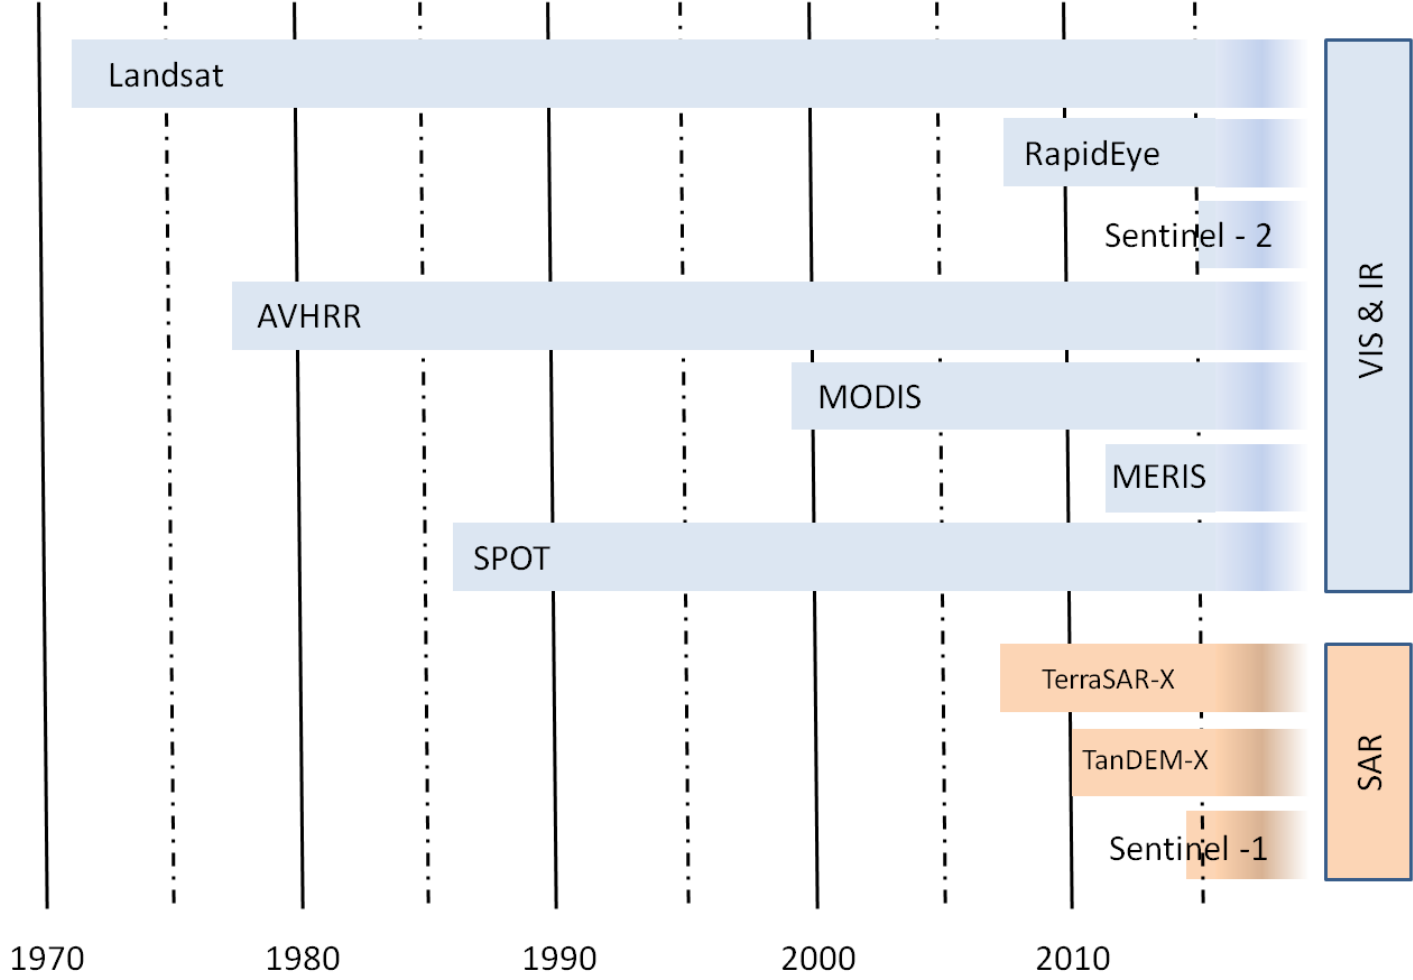 Landsat
RapidEye
Sentinel - 2
AVHRR
MODIS
MERIS
SPOT
VIS & IR
TerraSAR-X
TanDEM-X
Sentinel -1
SAR
1970 1980 1990 2000 2010